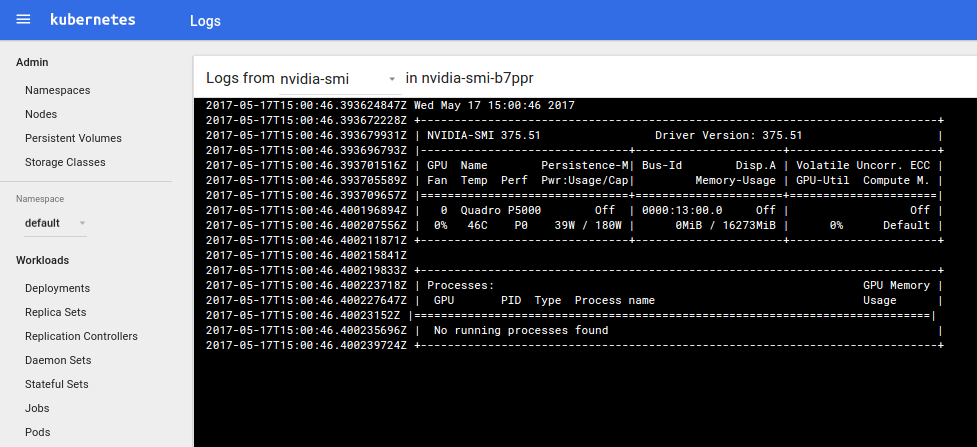 kubernetes
Logs
Admin
Namespaces
Nodes
Persistent Volumes
Storage Classes
Namespace
default
Workloads
Deployments
Replica Sets
Replication Controllers
Daemon Sets
Stateful Sets
Jobs
Pods
Logs from nvidia-smi in nvidia-smi-b7ppr
2017-05-17T15:00:46.393624847Z Wed May 17 15:00:46 2017
2017-05-17T15:00:46.393672228Z +-----------------------------------------------------------------------------+
2017-05-17T15:00:46.393679931Z | NVIDIA-SMI 375.51                 Driver Version: 375.51                    |
2017-05-17T15:00:46.393696793Z |-------------------------------+----------------------+----------------------+
2017-05-17T15:00:46.393701516Z | GPU  Name        Persistence-M| Bus-Id        Disp.A | Volatile Uncorr. ECC |
2017-05-17T15:00:46.393705589Z | Fan  Temp  Perf  Pwr:Usage/Cap|         Memory-Usage | GPU-Util  Compute M. |
2017-05-17T15:00:46.393709657Z |===============================+======================+======================|
2017-05-17T15:00:46.400196894Z |   0  Quadro P5000        Off  | 0000:13:00.0     Off |                  Off |
2017-05-17T15:00:46.400207556Z |  0%   46C    P0    39W / 180W |      0MiB / 16273MiB |      0%      Default |
2017-05-17T15:00:46.400211871Z +-------------------------------+----------------------+----------------------+
2017-05-17T15:00:46.400215841Z
2017-05-17T15:00:46.400219833Z +-----------------------------------------------------------------------------+
2017-05-17T15:00:46.400223718Z | Processes:                                                       GPU Memory |
2017-05-17T15:00:46.400227647Z |  GPU       PID  Type  Process name                               Usage      |
2017-05-17T15:00:46.40023152Z |=============================================================================|
2017-05-17T15:00:46.400235696Z |  No running processes found                                                 |
2017-05-17T15:00:46.400239724Z +-----------------------------------------------------------------------------+